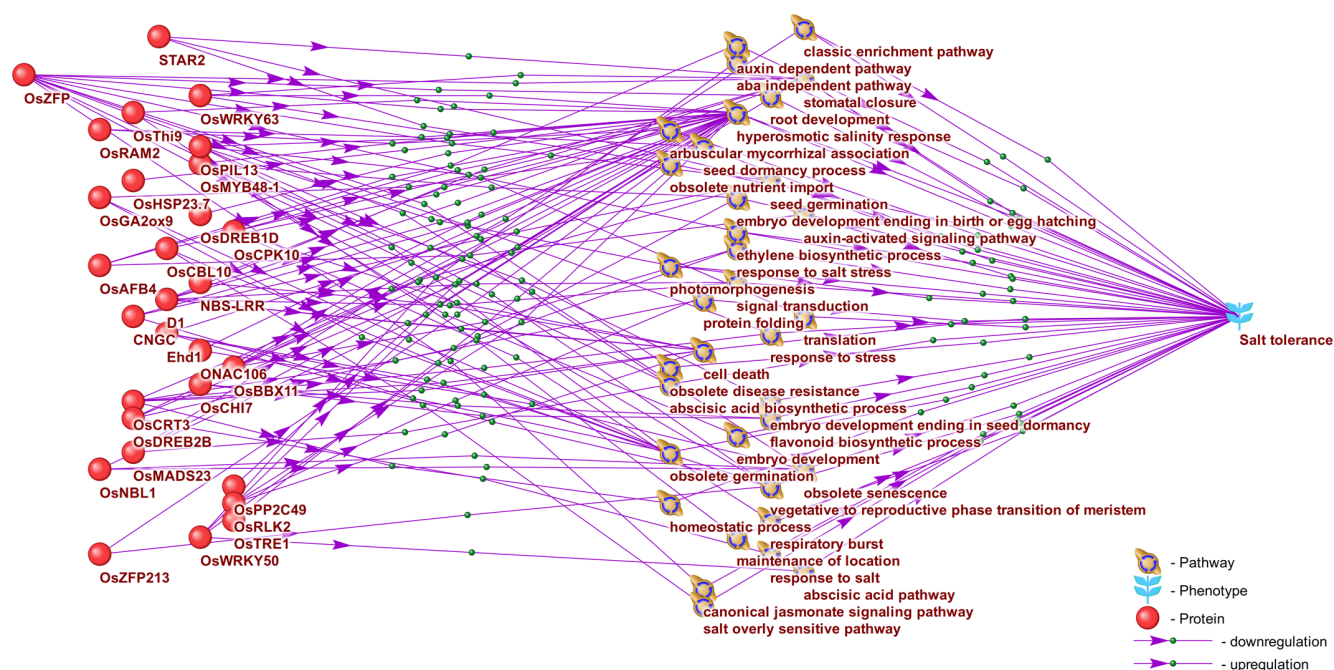 STAR2
OsZFP
OsWRKY63
OsThi9
OsRAM2
OsPIL13
OsMYB48-1
OsHSP23.7
OsGA2ox9
OsDREB1D
OsCPK10
OsCBL10
OsAFB4
NBS-LRR
D1
CNGC
Ehd1
ONAC106
OsBBX11
OsCHI7
OsCRT3
OsDREB2B
OsMADS23
OsNBL1
OsPP2C49
OsRLK2
OsTRE1
OsWRKY50
OsZFP213
classic enrichment pathway
auxin dependent pathway
aba independent pathway
stomatal closure
root development
hyperosmotic salinity response
arbuscular mycorrhizal association
seed dormancy process
obsolete nutrient import
seed germination
embryo development ending in birth or egg hatching
auxin-activated signaling pathway
ethylene biosynthetic process
response to salt stress
photomorphogenesis
signal transduction
protein folding
translation
response to stress
cell death
obsolete disease resistance
abscisic acid biosynthetic process
embryo development ending in seed dormancy
flavonoid biosynthetic process
embryo development
obsolete germination
obsolete senescence
vegetative to reproductive phase transition of meristem
homeostatic process
respiratory burst
maintenance of location
response to salt
abscisic acid pathway
canonical jasmonate signaling pathway
salt overly sensitive pathway
Salt tolerance
- Pathway
- Phenotype
- Protein
- downregulation
- upregulation